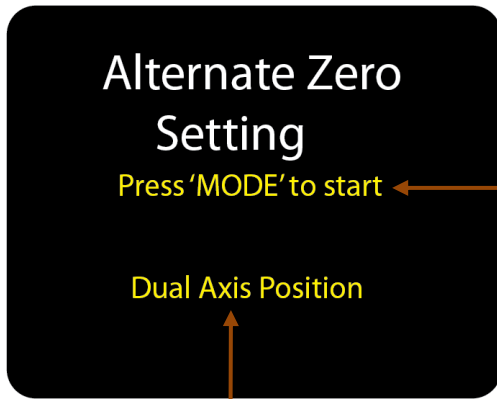 Alternate Zero
Setting
Press ‘MODE’ to start
Dual Axis Position